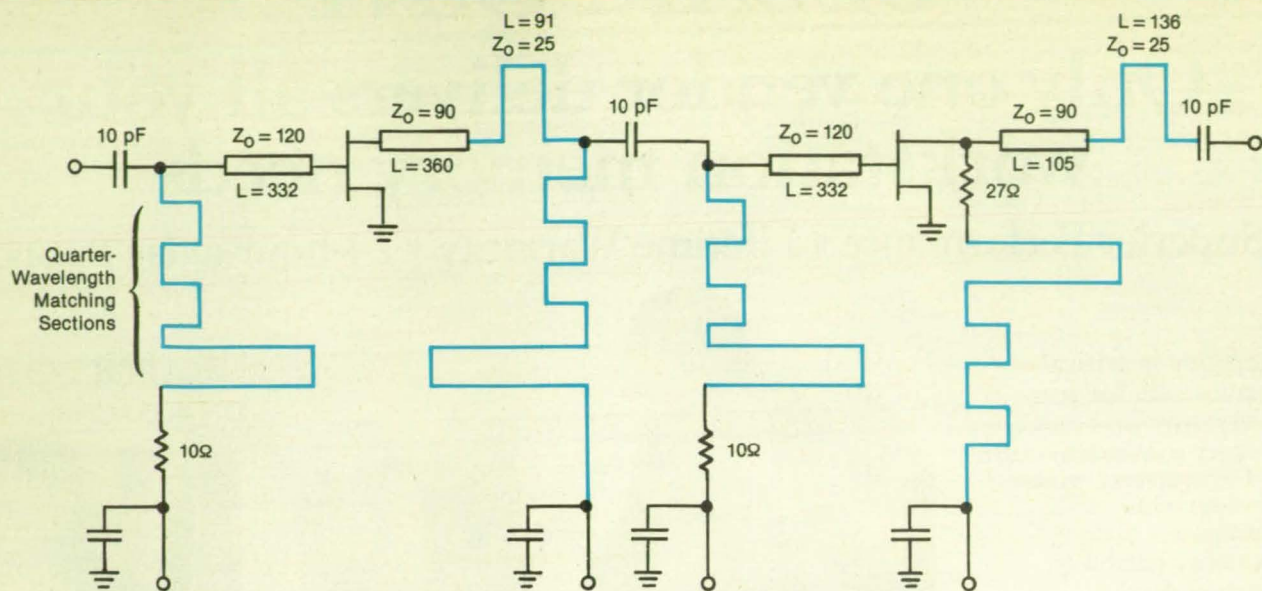 L = 91
Z₀ = 25
L = 136
Z₀ = 25
10 pF
Z₀ = 120
L = 332
Z₀ = 90
L = 360
10 pF
Z₀ = 120
L = 332
Z₀ = 90
L = 105
10 pF
27Ω
Quarter-
Wavelength
Matching
Sections
10Ω
10Ω